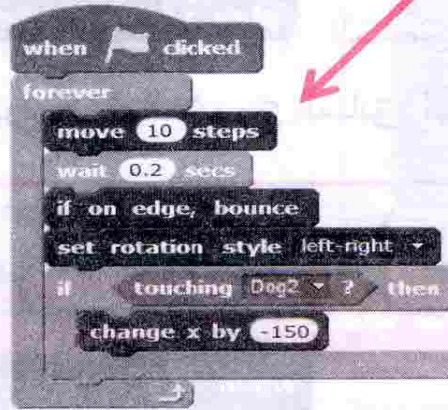 when clicked
forever
move 10 steps
wait 0.2 secs
if on edge, bounce
set rotation style left-right
if touching Dog2 ? then
change x by -150